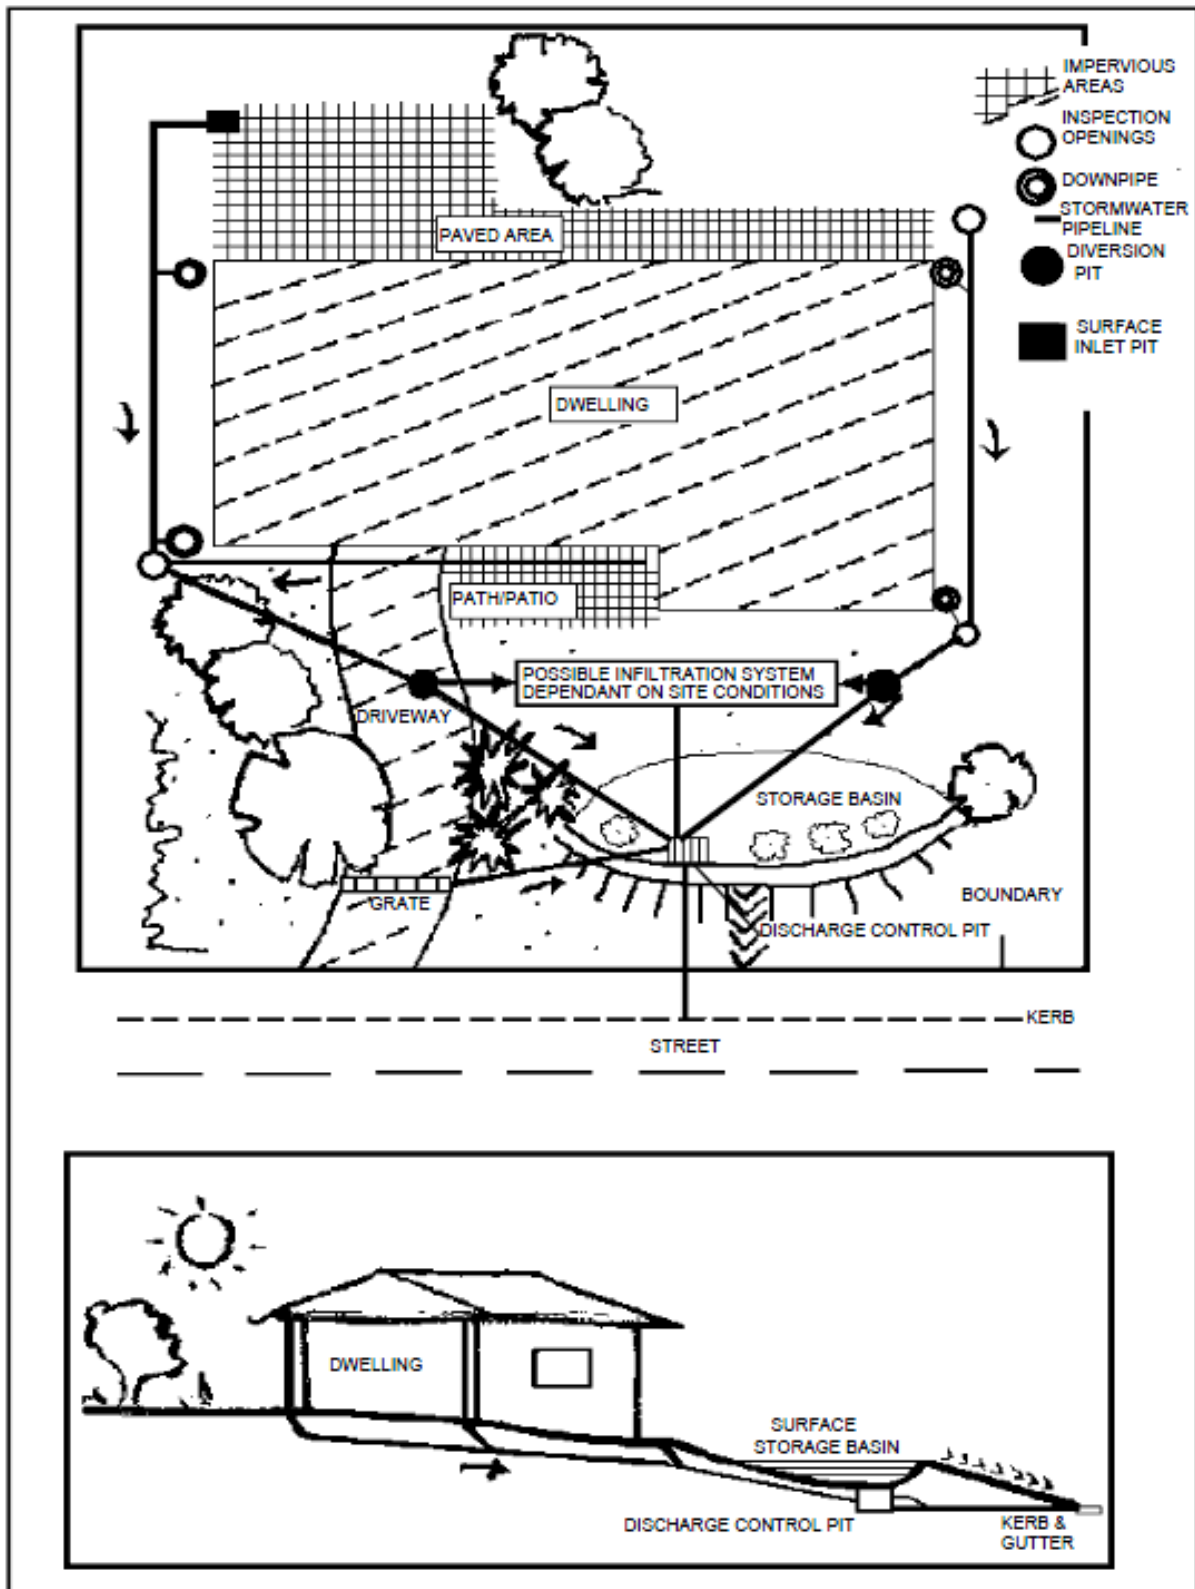 IMPERVIOUS
AREAS
INSPECTION
OPENINGS
DOWNPIPE
STORMWATER
PIPELINE
DIVERSION
PIT
SURFACE
INLET PIT
PAVED AREA
DWELLING
PATH/PATIO
POSSIBLE INFILTRATION SYSTEM
DEPENDANT ON SITE CONDITIONS
DRIVEWAY
STORAGE BASIN
GRATE
BOUNDARY
DISCHARGE CONTROL PIT
KERB
STREET
DWELLING
SURFACE
STORAGE BASIN
DISCHARGE CONTROL PIT
KERB &
GUTTER